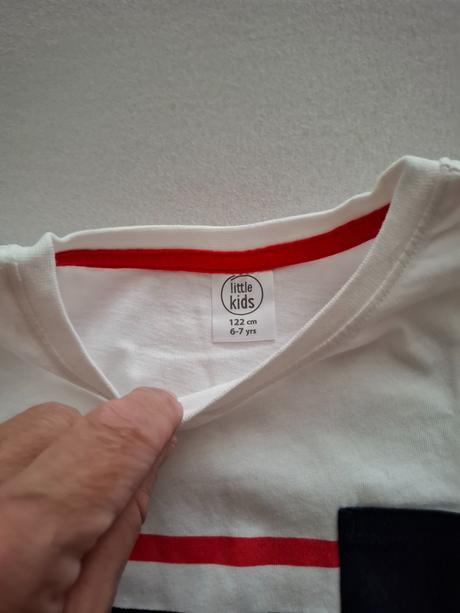 little
kids
122 cm
6-7 yrs